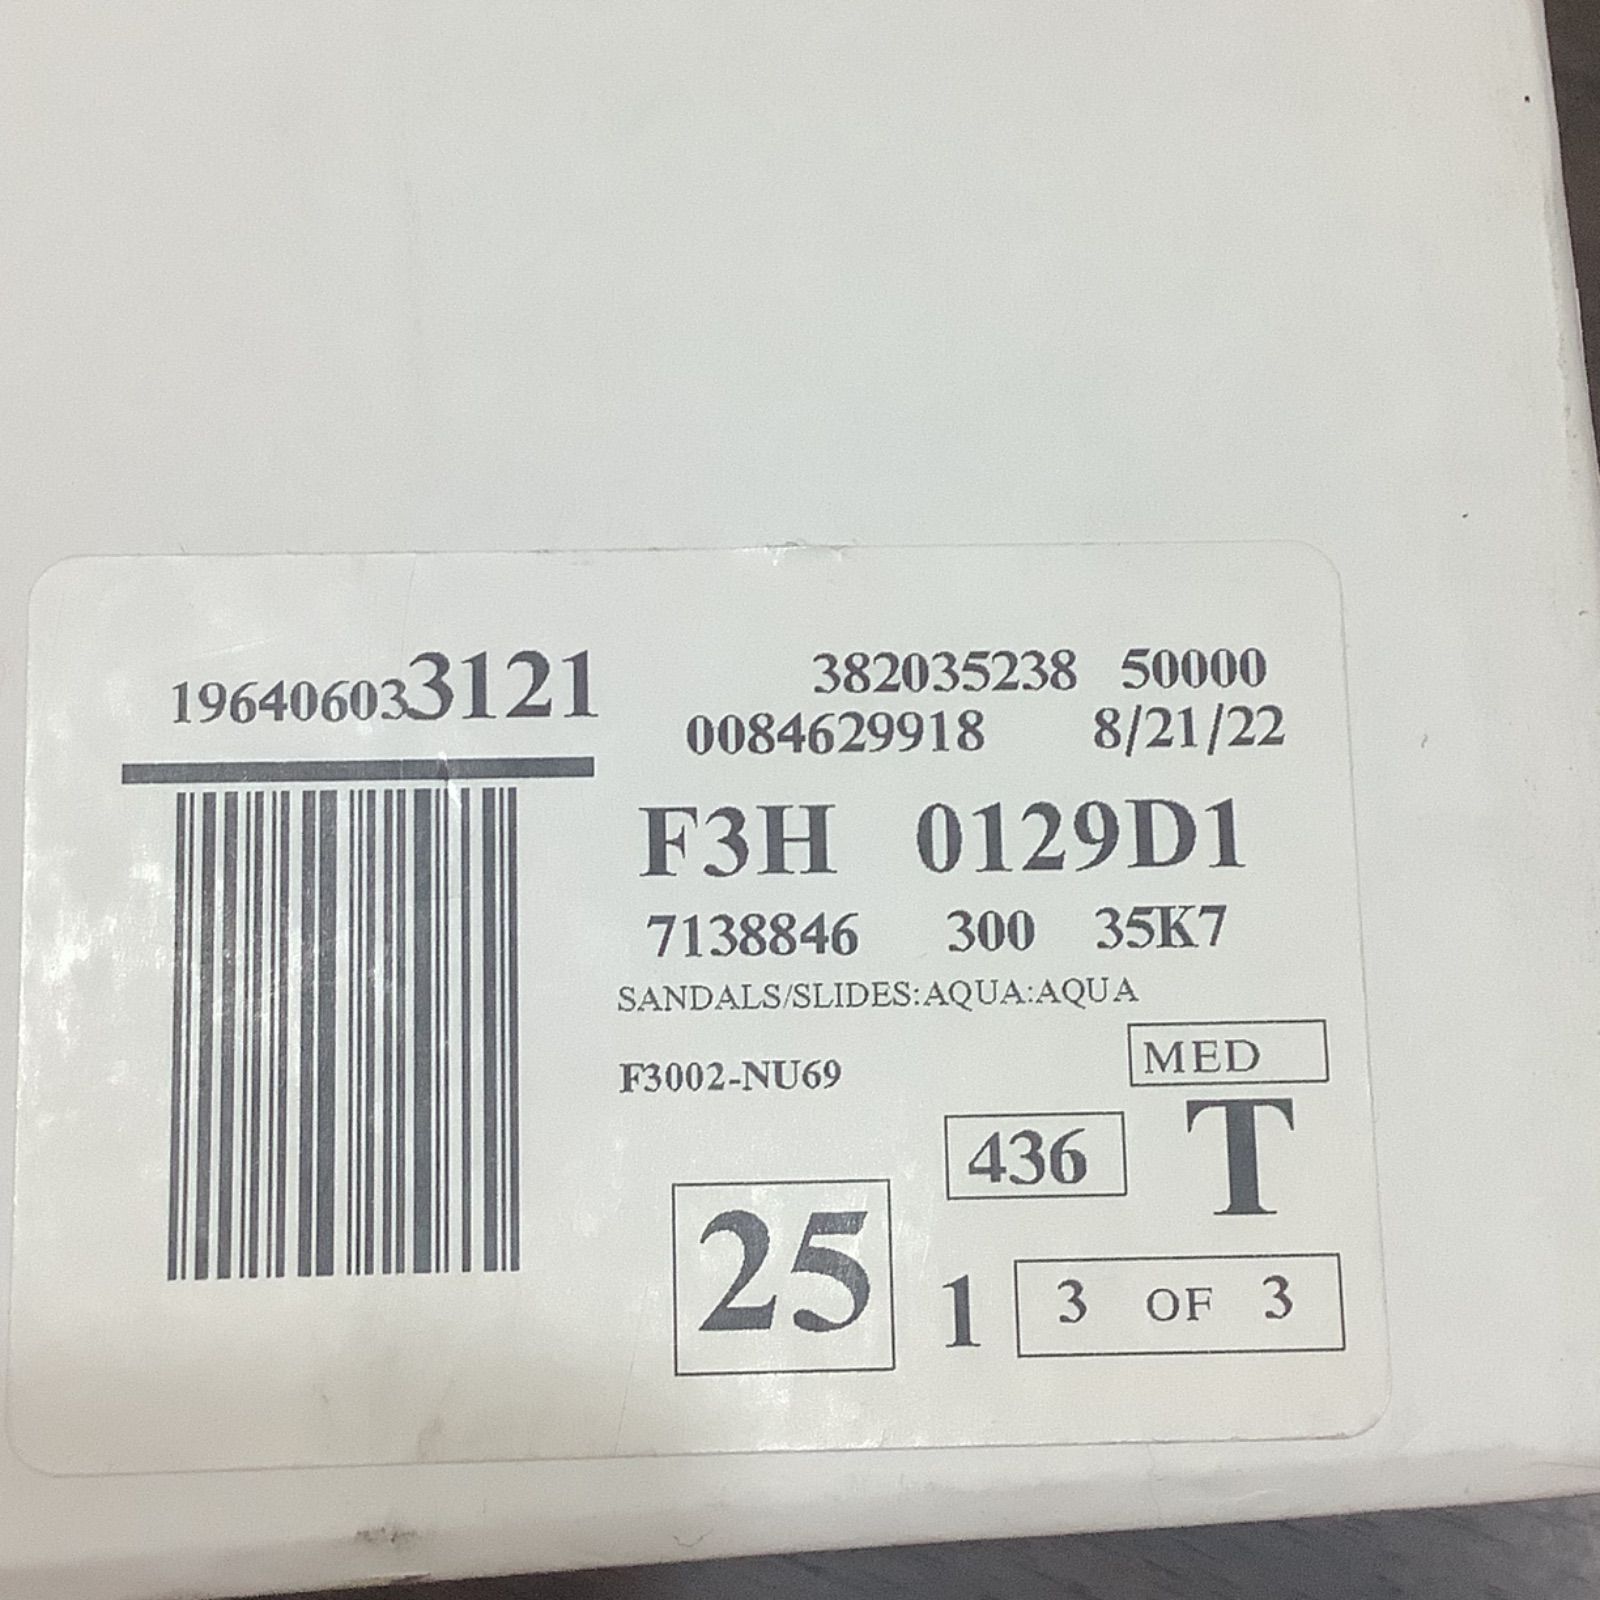 196406033121
382035238 50000
0084629918 8/21/22
F3H 0129D1
7138846 300 35K7
SANDALS/SLIDES:AQUA:AQUA
F3002-NU69
MED
436 T
25 1 3 OF 3